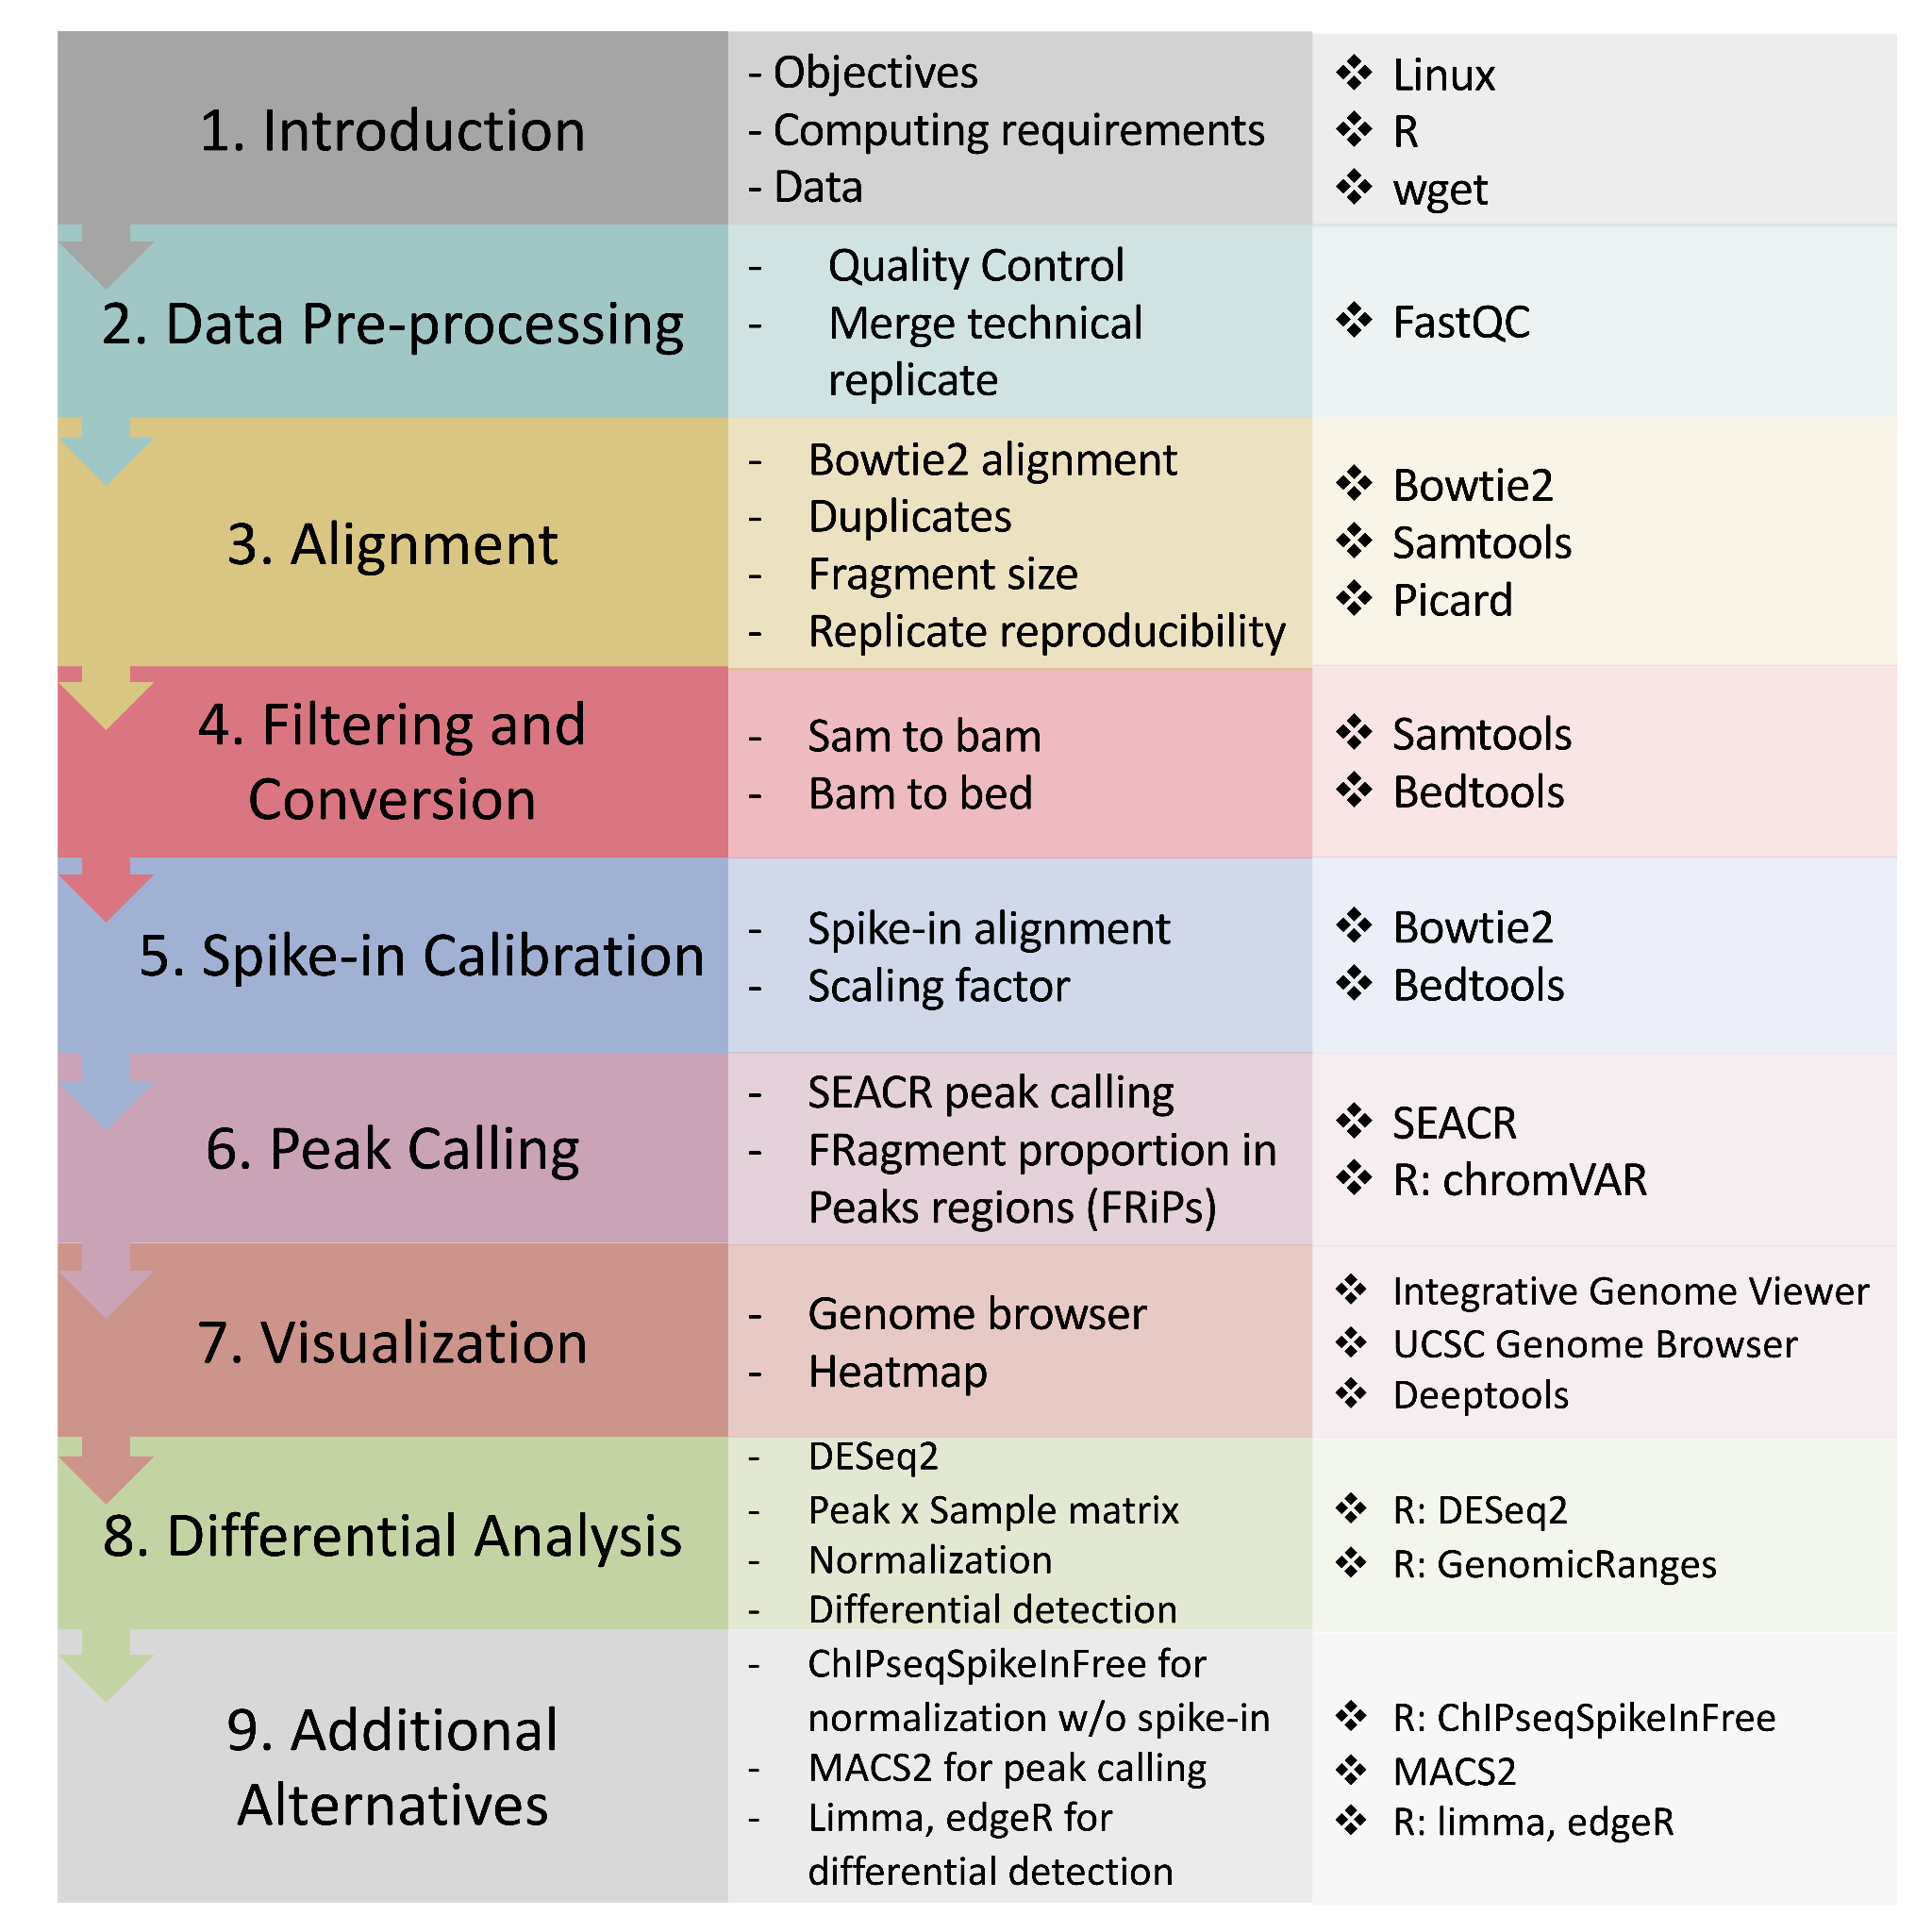 1. Introduction
- Objectives
- Computing requirements
- Data
❖ Linux
❖ R
❖ wget
2. Data Pre-processing
- Quality Control
- Merge technical
replicate
❖ FastQC
3. Alignment
- Bowtie2 alignment
- Duplicates
- Fragment size
- Replicate reproducibility
❖ Bowtie2
❖ Samtools
❖ Picard
4. Filtering and
Conversion
- Sam to bam
- Bam to bed
❖ Samtools
❖ Bedtools
5. Spike-in Calibration
- Spike-in alignment
- Scaling factor
❖ Bowtie2
❖ Bedtools
6. Peak Calling
- SEACR peak calling
- FRagment proportion in
Peaks regions (FRiPs)
❖ SEACR
❖ R: chromVAR
7. Visualization
- Genome browser
- Heatmap
❖ Integrative Genome Viewer
❖ UCSC Genome Browser
❖ Deeptools
8. Differential Analysis
- DESeq2
- Peak x Sample matrix
- Normalization
- Differential detection
❖ R: DESeq2
❖ R: GenomicRanges
9. Additional
Alternatives
- ChIPseqSpikeInFree for
normalization w/o spike-in
- MACS2 for peak calling
- Limma, edgeR for
differential detection
❖ R: ChIPseqSpikeInFree
❖ MACS2
❖ R: limma, edgeR